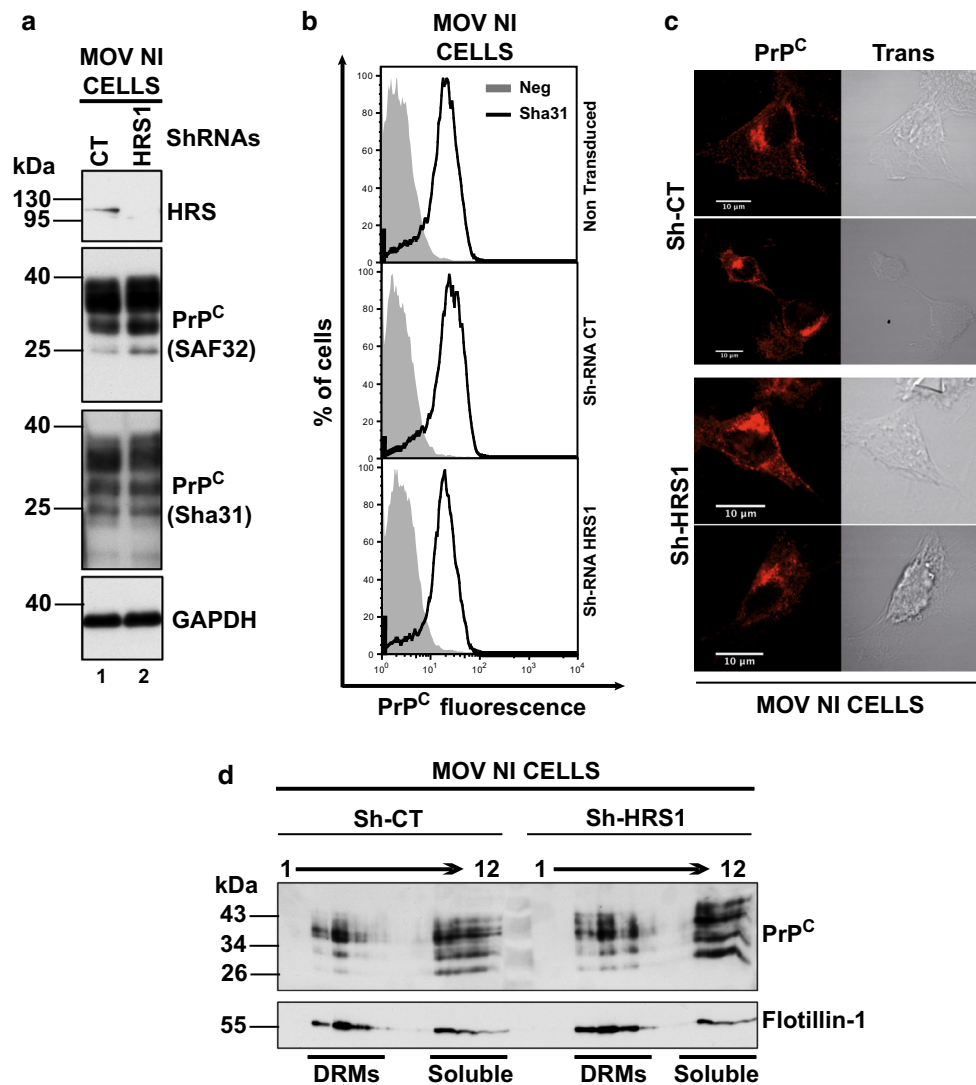 a
MOV NI
CELLS
CT
HRS1
ShRNAs
kDa
130
95
HRS
40
25
PrPC
(SAF32)
40
25
PrPC
(Sha31)
40
GAPDH
1 2
b
MOV NI
CELLS
Neg
Sha31
100
80
60
40
20
0
Non Transduced
100
80
60
40
20
0
Sh-RNA CT
100
80
60
40
20
0
Sh-RNA HRS1
% of cells
10^0 10^1 10^2 10^3 10^4
PrPC fluorescence
c
PrPC Trans
Sh-CT
10 µm
10 µm
Sh-HRS1
10 µm
10 µm
MOV NI CELLS
d
MOV NI CELLS
Sh-CT Sh-HRS1
1 12 1 12
kDa
43
34
26
PrPC
55
Flotillin-1
DRMs Soluble DRMs Soluble